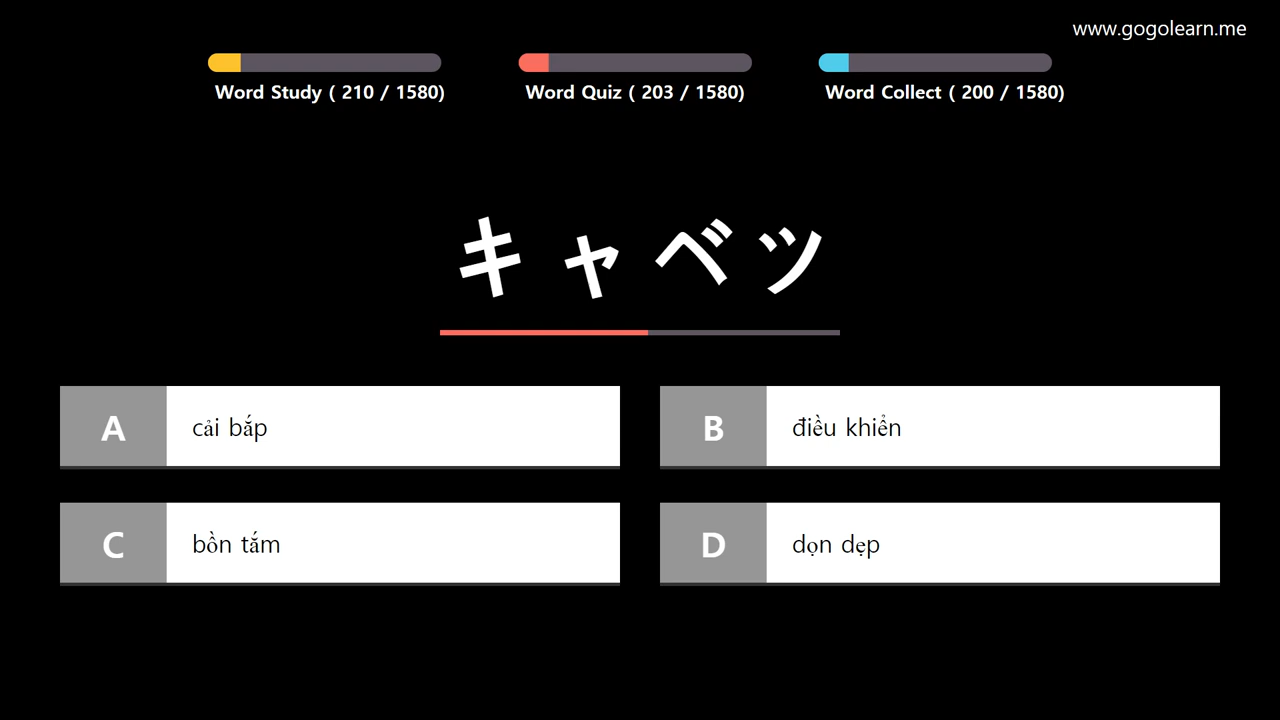 www.gogolearn.me
Word Study ( 210 / 1580)
Word Quiz ( 203 / 1580)
Word Collect ( 200 / 1580)
キャベツ
A cải bắp
B điều khiển
C bồn tắm
D dọn dẹp